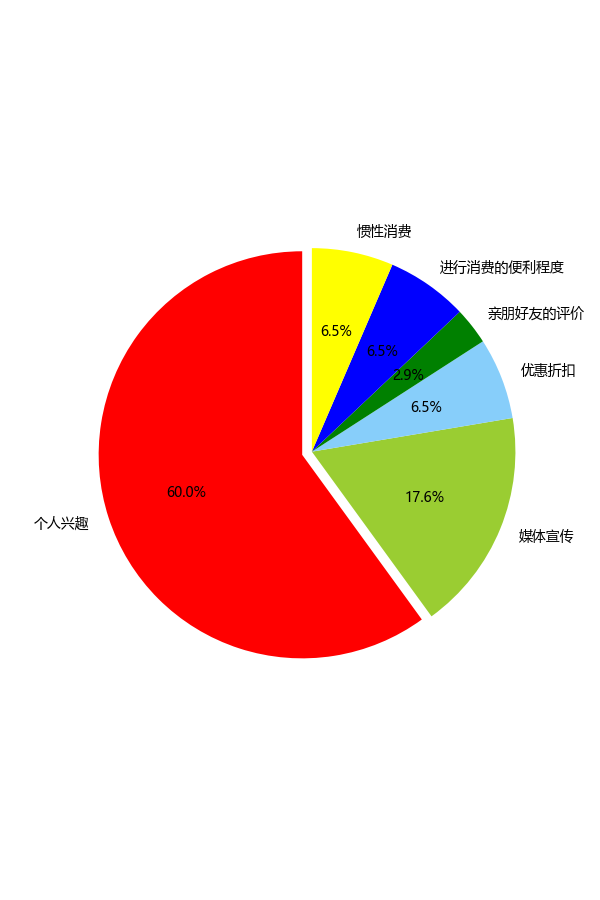 惯性消费
进行消费的便利程度
亲朋好友的评价
6.5%
6.5%
2.9%
优惠折扣
6.5%
60.0%
17.6%
个人兴趣
媒体宣传